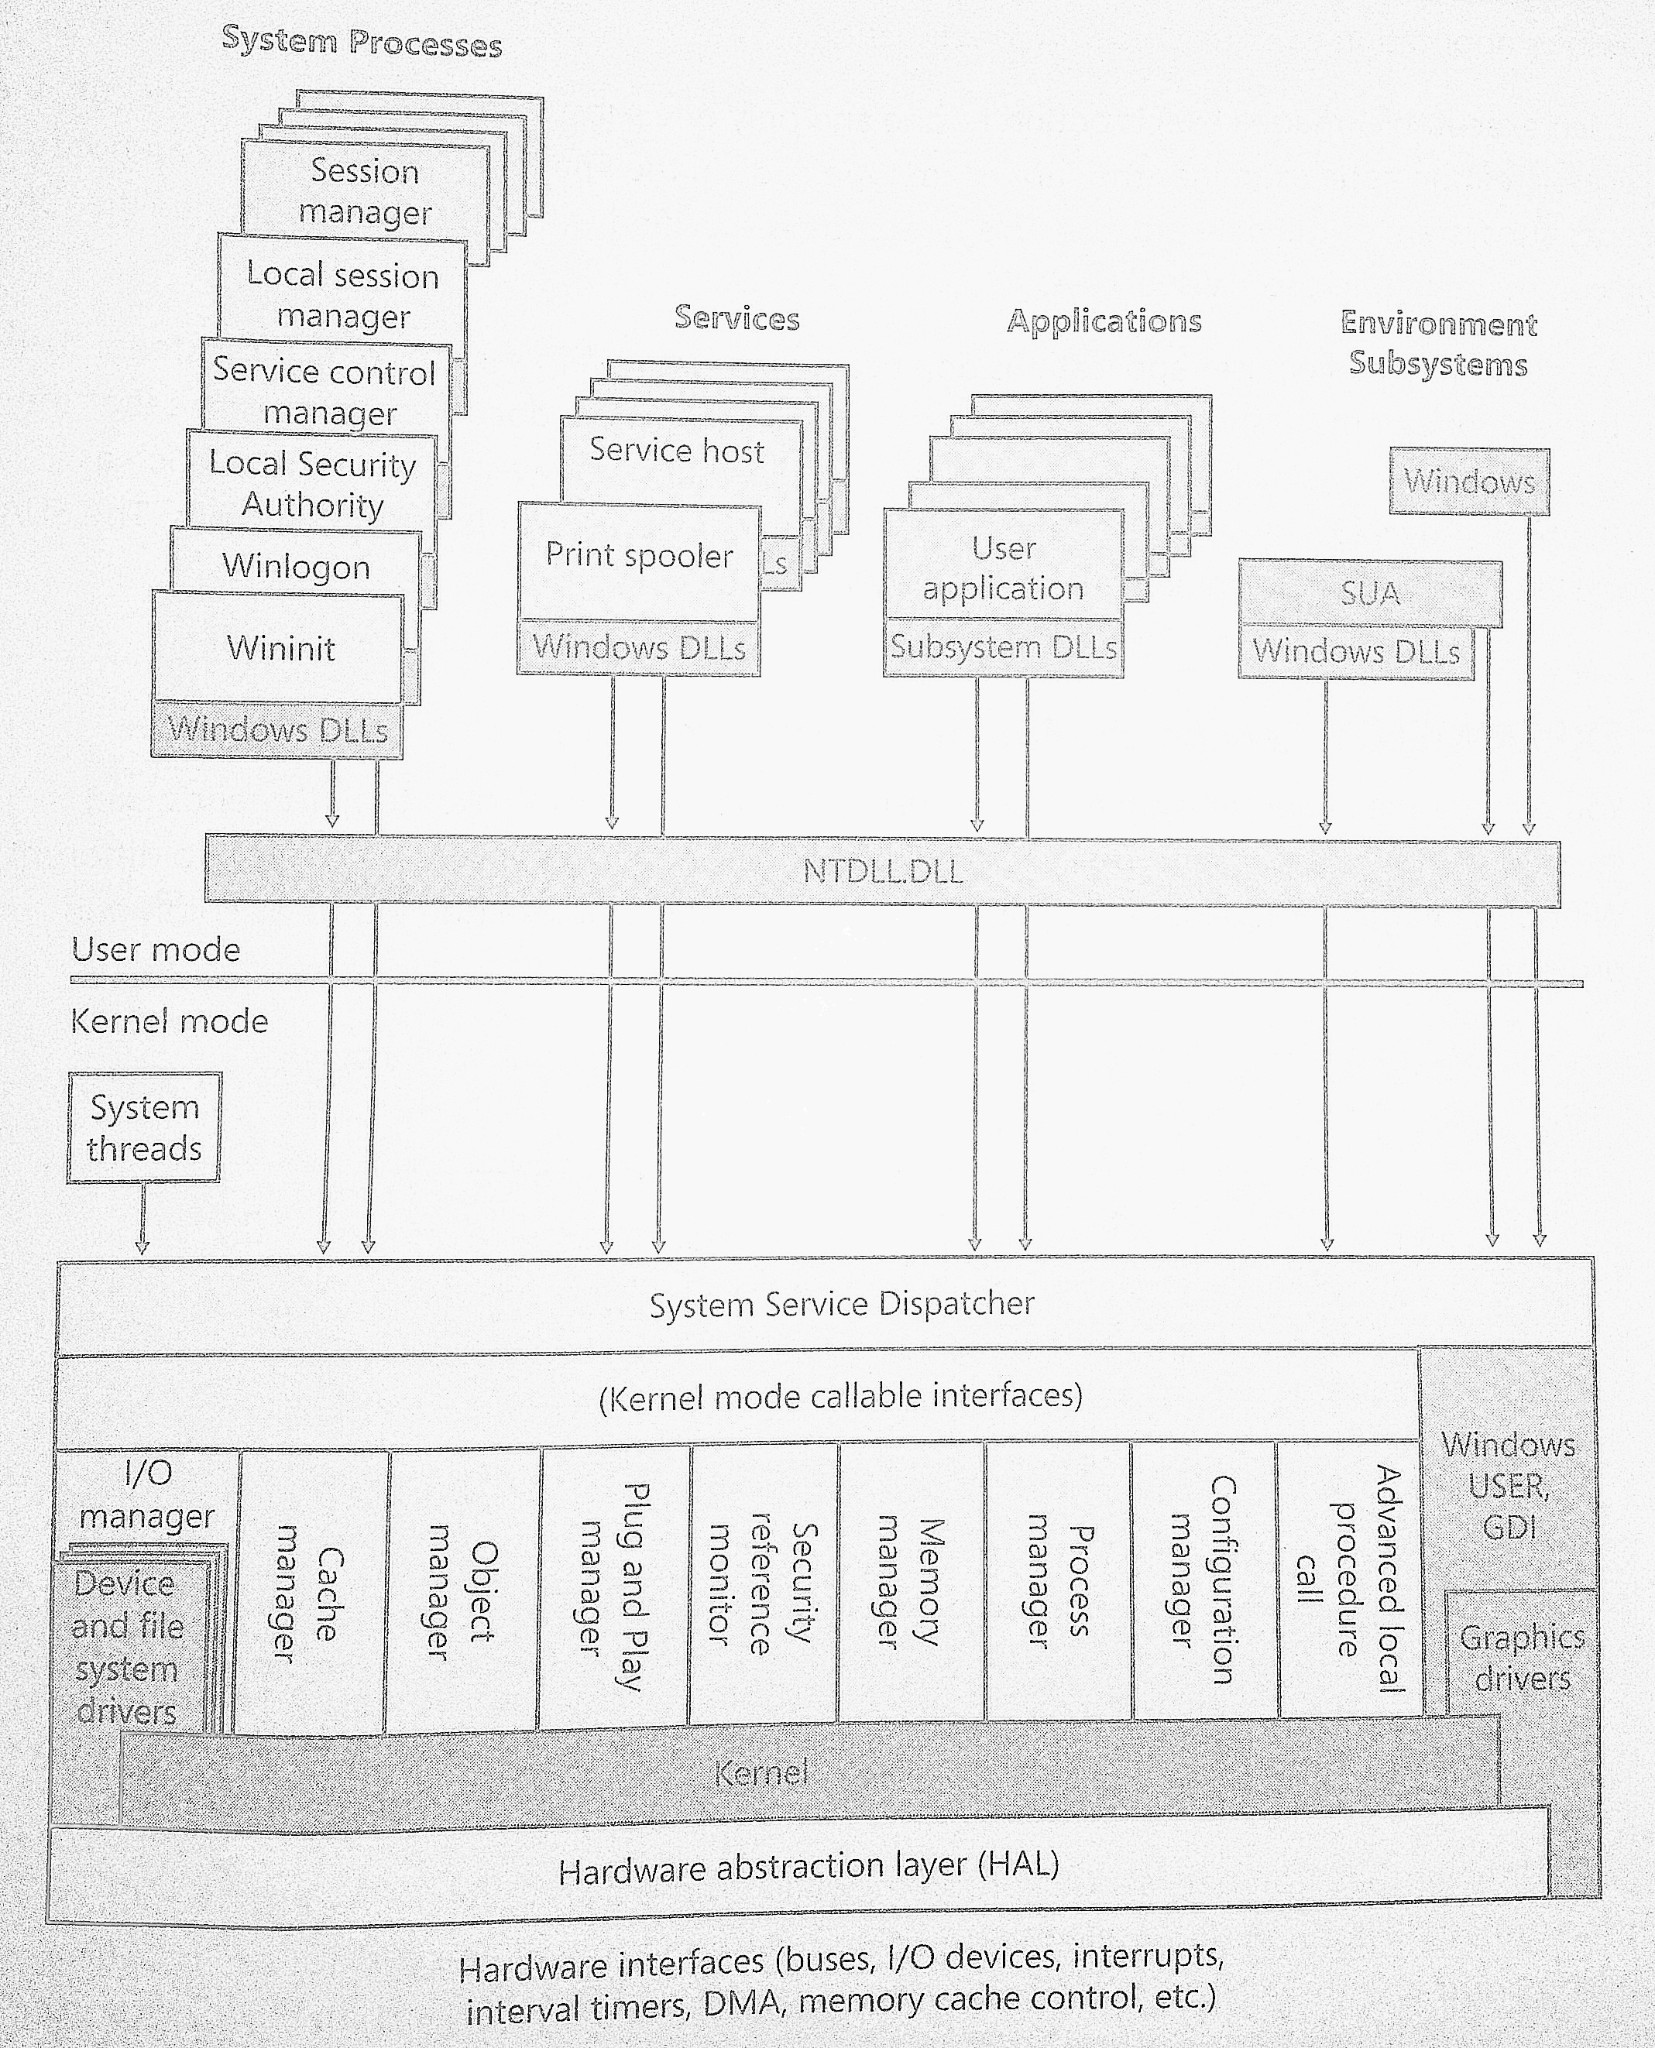 System Processes
Session
manager
Local session
manager
Service control
manager
Local Security
Authority
Winlogon
Wininit
Windows DLLs
Services
Service host
Print spooler
Ls
Windows DLLs
Applications
User
application
Subsystem DLLs
Environment
Subsystems
Windows
SUA
Windows DLLs
NTDLL.DLL
User mode
Kernel mode
System
threads
System Service Dispatcher
(Kernel mode callable interfaces)
I/O
manager
Device
and file
system
drivers
Cache
manager
Object
manager
Plug and Play
manager
Security
reference
monitor
Memory
manager
Process
manager
Configuration
manager
Advanced local
procedure
call
Windows
USER,
GDI
Graphics
drivers
Kernel
Hardware abstraction layer (HAL)
Hardware interfaces (buses, I/O devices, interrupts,
interval timers, DMA, memory cache control, etc.)